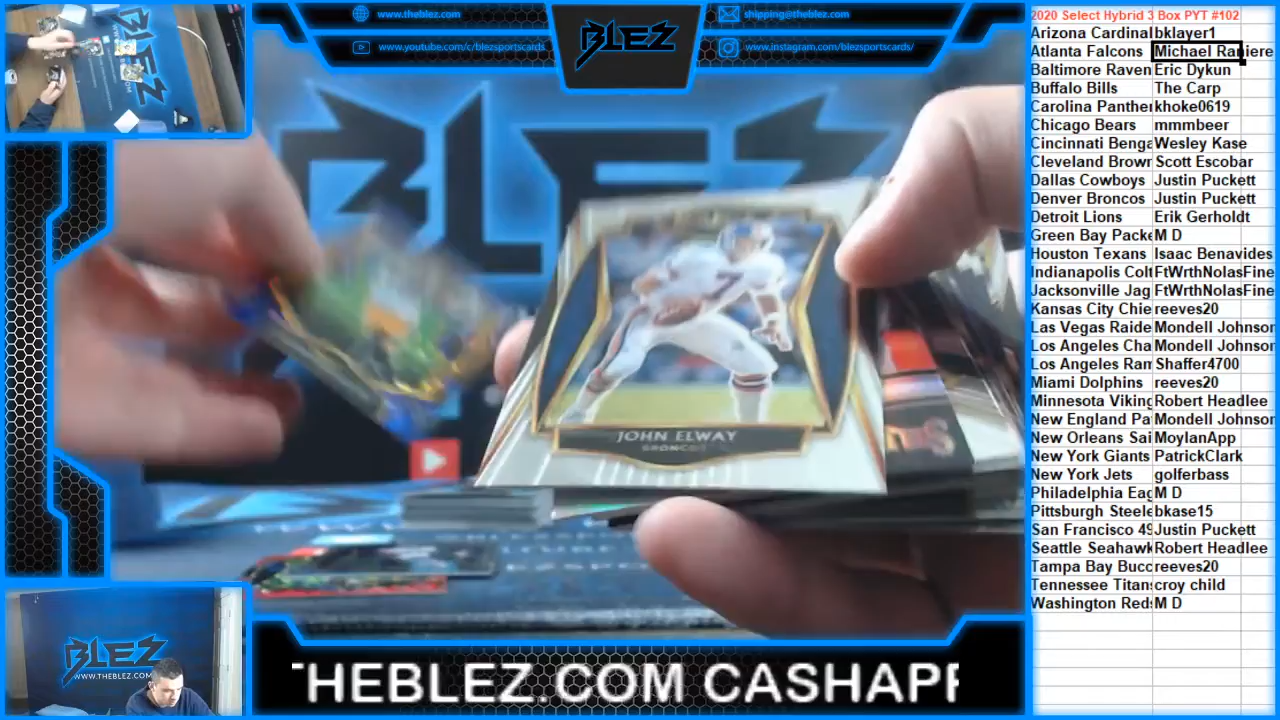 www.theblez.com
www.youtube.com/c/blezsportscards/
BLEZ
shipping@theblez.com
www.instagram.com/blezsportscards/
BLEZ
JOHN ELWAY
BRONCOS
7
BLEZ
WWW.THEBLEZ.COM
THEBLEZ.COM CASHAPP
2020 Select Hybrid 3 Box PYT #102
Arizona Cardinal bklayer1
Atlanta Falcons Michael Raniere
Baltimore Raven Eric Dykun
Buffalo Bills The Carp
Carolina Panther khoke0619
Chicago Bears mmmbeer
Cincinnati Benga Wesley Kase
Cleveland Brown Scott Escobar
Dallas Cowboys Justin Puckett
Denver Broncos Justin Puckett
Detroit Lions Erik Gerholdt
Green Bay Packe M D
Houston Texans Isaac Benavides
Indianapolis Colt FtWrthNolasFine
Jacksonville Jag FtWrthNolasFine
Kansas City Chie reeves20
Las Vegas Raide Mondell Johnson
Los Angeles Cha Mondell Johnson
Los Angeles Ram Shaffer4700
Miami Dolphins reeves20
Minnesota Viking Robert Headlee
New England Pa Mondell Johnson
New Orleans Sai MoylanApp
New York Giants PatrickClark
New York Jets golferbass
Philadelphia Eag M D
Pittsburgh Steele bkase15
San Francisco 49 Justin Puckett
Seattle Seahawk Robert Headlee
Tampa Bay Bucc reeves20
Tennessee Titans croy child
Washington Reds M D